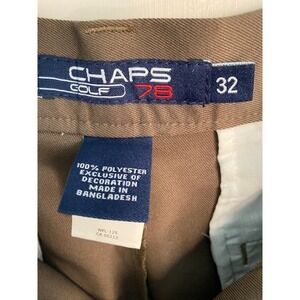 CHAPS
GOLF 78
32
100% POLYESTER
EXCLUSIVE OF
DECORATION
MADE IN
BANGLADESH